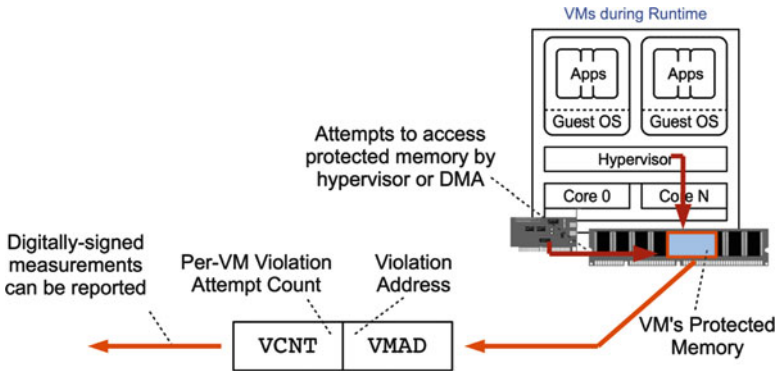 VMs during Runtime
Apps
Apps
Guest OS
Guest OS
Attempts to access
protected memory by
hypervisor or DMA
Hypervisor
Core 0
Core N
Digitally-signed
measurements
can be reported
Per-VM Violation
Attempt Count
Violation
Address
VCNT
VMAD
VM's Protected
Memory